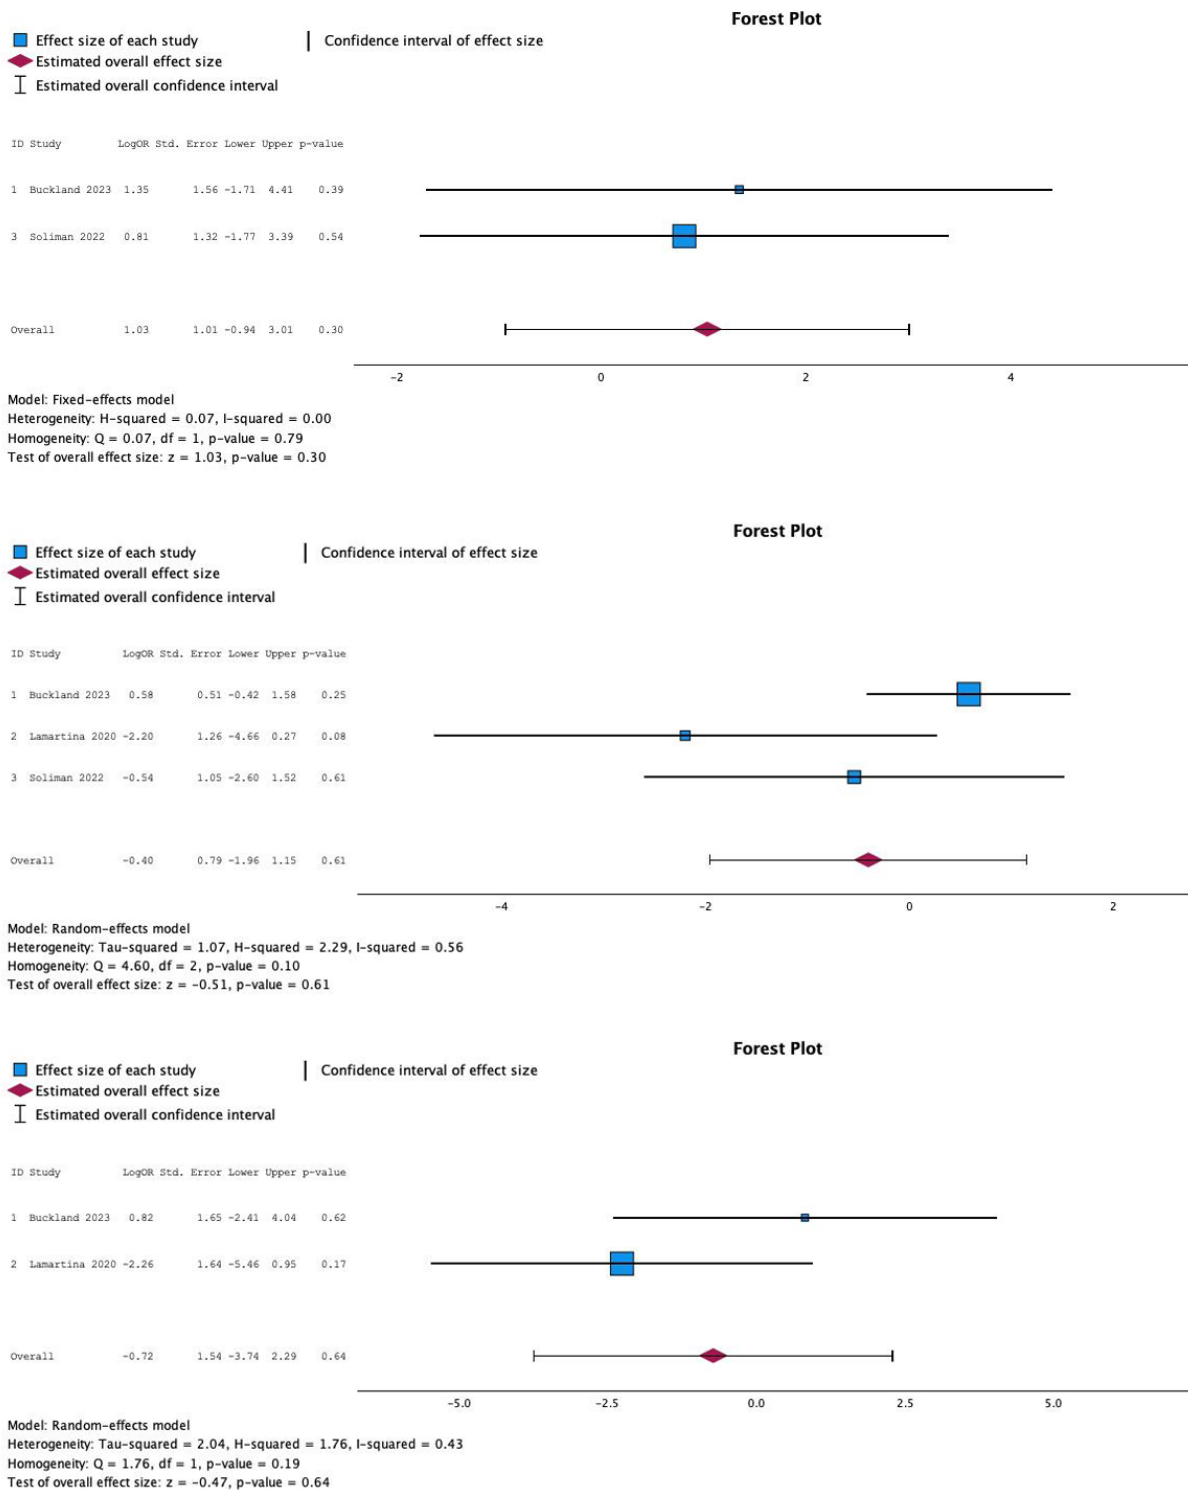 Forest Plot
Effect size of each study Confidence interval of effect size
Estimated overall effect size
Estimated overall confidence interval
ID Study LogOR Std. Error Lower Upper p-value
1 Buckland 2023 1.35 1.56 -1.71 4.41 0.39
3 Soliman 2022 0.81 1.32 -1.77 3.39 0.54
Overall 1.03 1.01 -0.94 3.01 0.30
-2 0 2 4
Model: Fixed-effects model
Heterogeneity: H-squared = 0.07, I-squared = 0.00
Homogeneity: Q = 0.07, df = 1, p-value = 0.79
Test of overall effect size: z = 1.03, p-value = 0.30
Forest Plot
Effect size of each study Confidence interval of effect size
Estimated overall effect size
Estimated overall confidence interval
ID Study LogOR Std. Error Lower Upper p-value
1 Buckland 2023 0.58 0.51 -0.42 1.58 0.25
2 Lamartina 2020 -2.20 1.26 -4.66 0.27 0.08
3 Soliman 2022 -0.54 1.05 -2.60 1.52 0.61
Overall -0.40 0.79 -1.96 1.15 0.61
-4 -2 0 2
Model: Random-effects model
Heterogeneity: Tau-squared = 1.07, H-squared = 2.29, I-squared = 0.56
Homogeneity: Q = 4.60, df = 2, p-value = 0.10
Test of overall effect size: z = -0.51, p-value = 0.61
Forest Plot
Effect size of each study Confidence interval of effect size
Estimated overall effect size
Estimated overall confidence interval
ID Study LogOR Std. Error Lower Upper p-value
1 Buckland 2023 0.82 1.65 -2.41 4.04 0.62
2 Lamartina 2020 -2.26 1.64 -5.46 0.95 0.17
Overall -0.72 1.54 -3.74 2.29 0.64
-5.0 -2.5 0.0 2.5 5.0
Model: Random-effects model
Heterogeneity: Tau-squared = 2.04, H-squared = 1.76, I-squared = 0.43
Homogeneity: Q = 1.76, df = 1, p-value = 0.19
Test of overall effect size: z = -0.47, p-value = 0.64